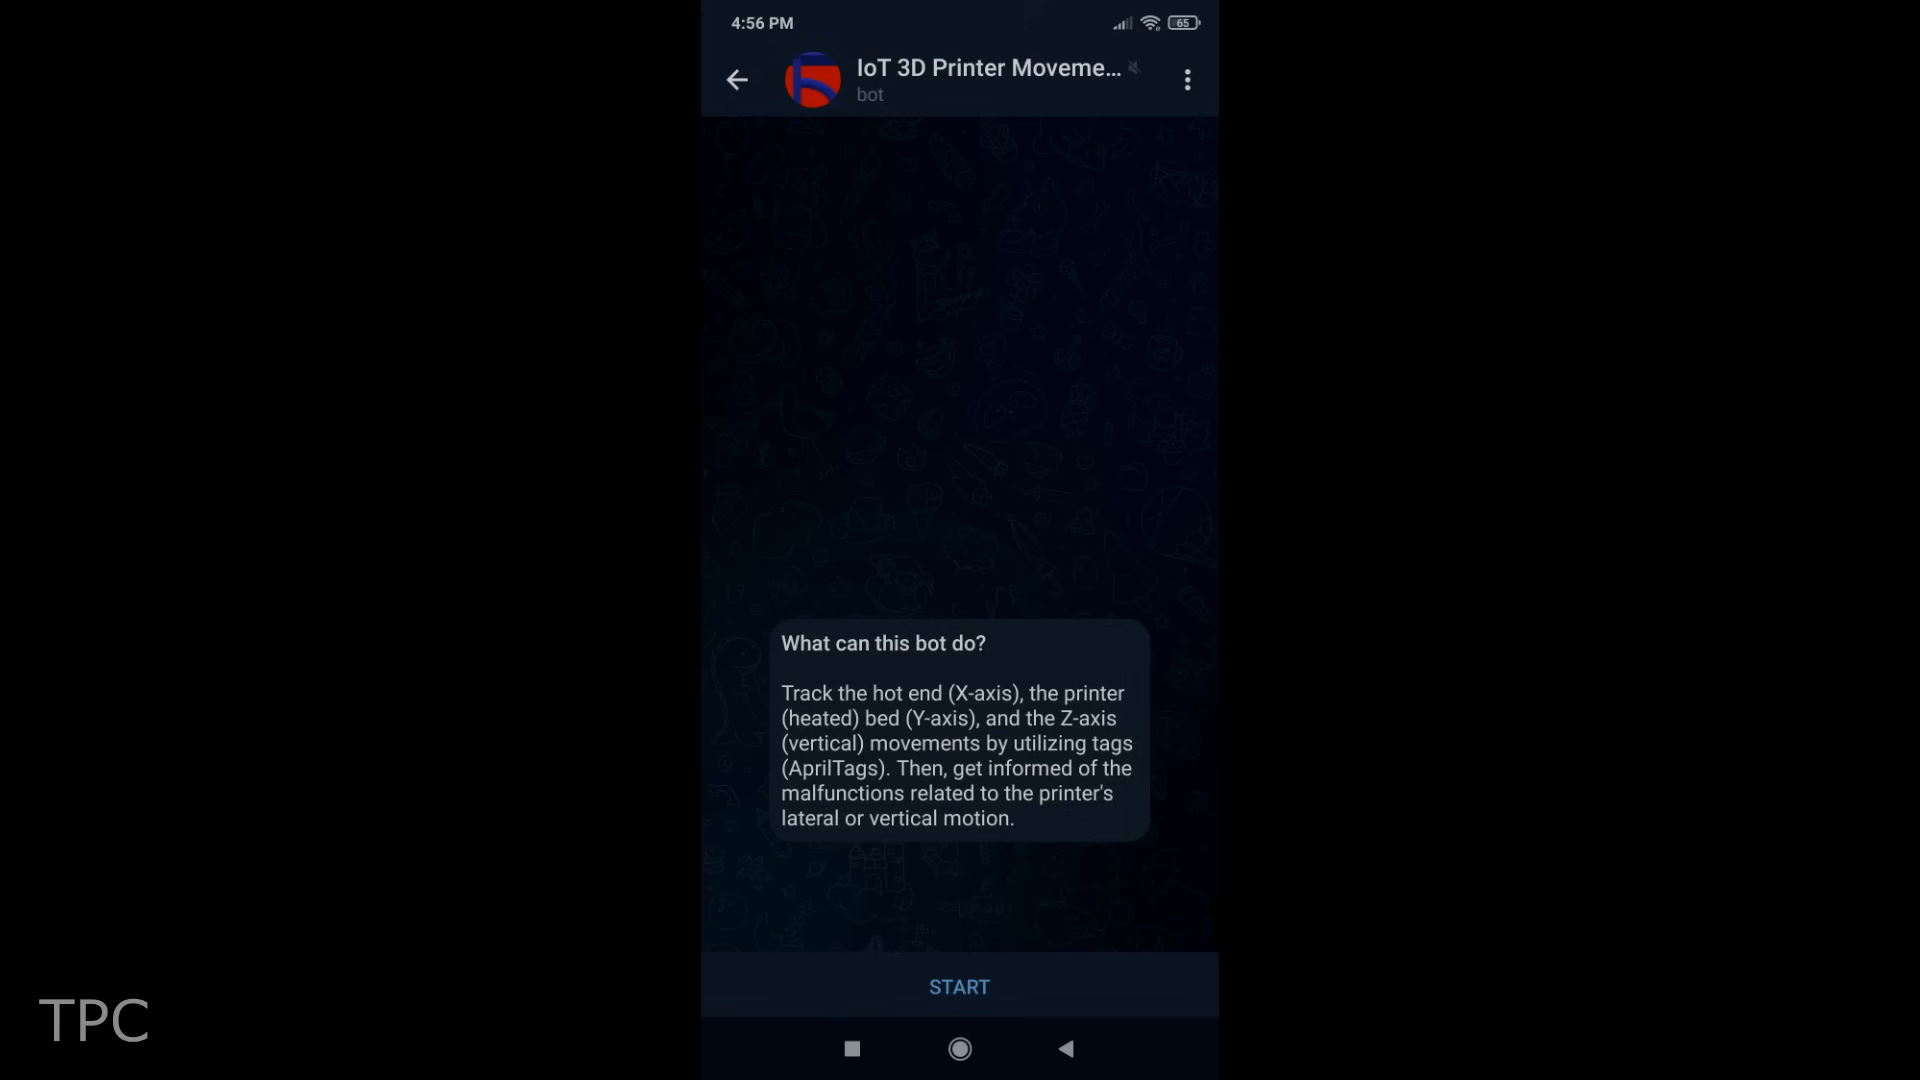 4:56 PM
65
IoT 3D Printer Moveme...
bot
What can this bot do?
Track the hot end (X-axis), the printer
(heated) bed (Y-axis), and the Z-axis
(vertical) movements by utilizing tags
(AprilTags). Then, get informed of the
malfunctions related to the printer's
lateral or vertical motion.
START
TPC